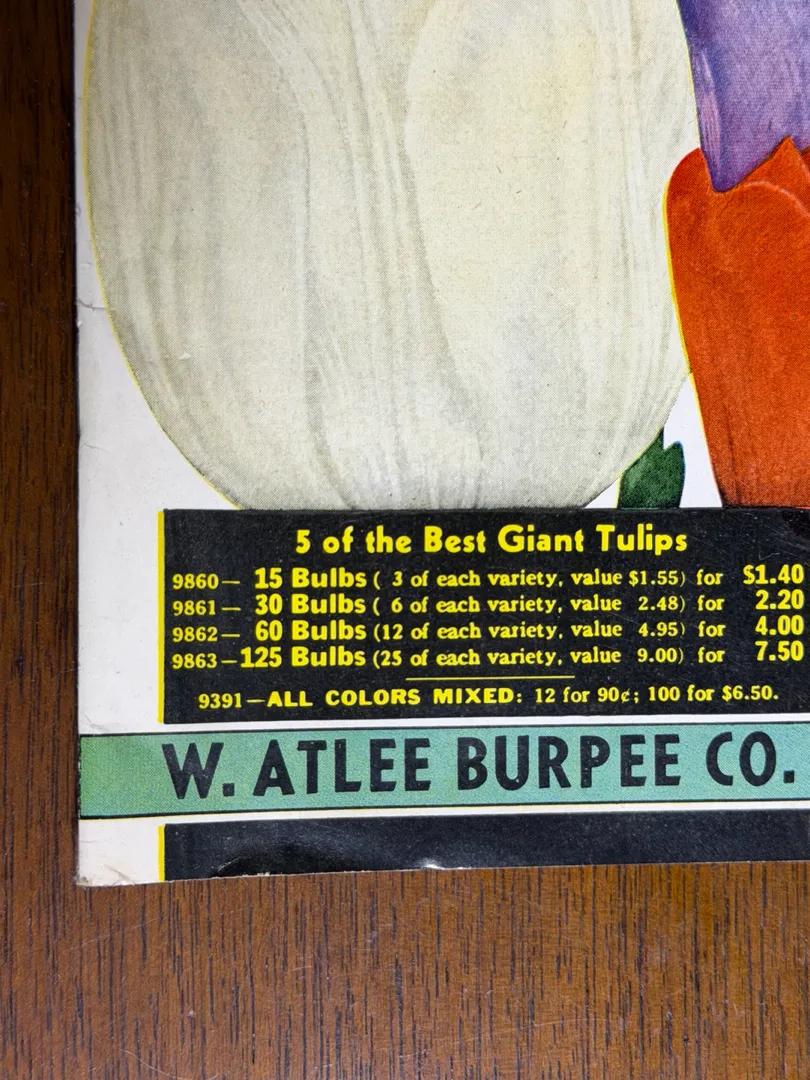 5 of the Best Giant Tulips
9860— 15 Bulbs ( 3 of each variety, value $1.55) for $1.40
9861— 30 Bulbs ( 6 of each variety, value 2.48) for 2.20
9862— 60 Bulbs (12 of each variety, value 4.95) for 4.00
9863—125 Bulbs (25 of each variety, value 9.00) for 7.50
9391—ALL COLORS MIXED: 12 for 90¢; 100 for $6.50.
W. ATLEE BURPEE CO.